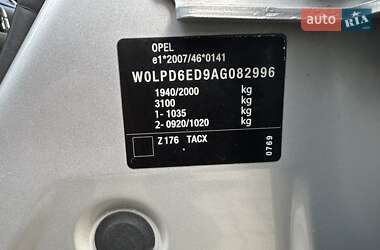 auto RIA.com
OPEL
e1*2007/46*0141
W0LPD6ED9AG082996
1940/2000 kg
3100 kg
1- 1035 kg
2- 0920/1020 kg
Z176 TACX
0769